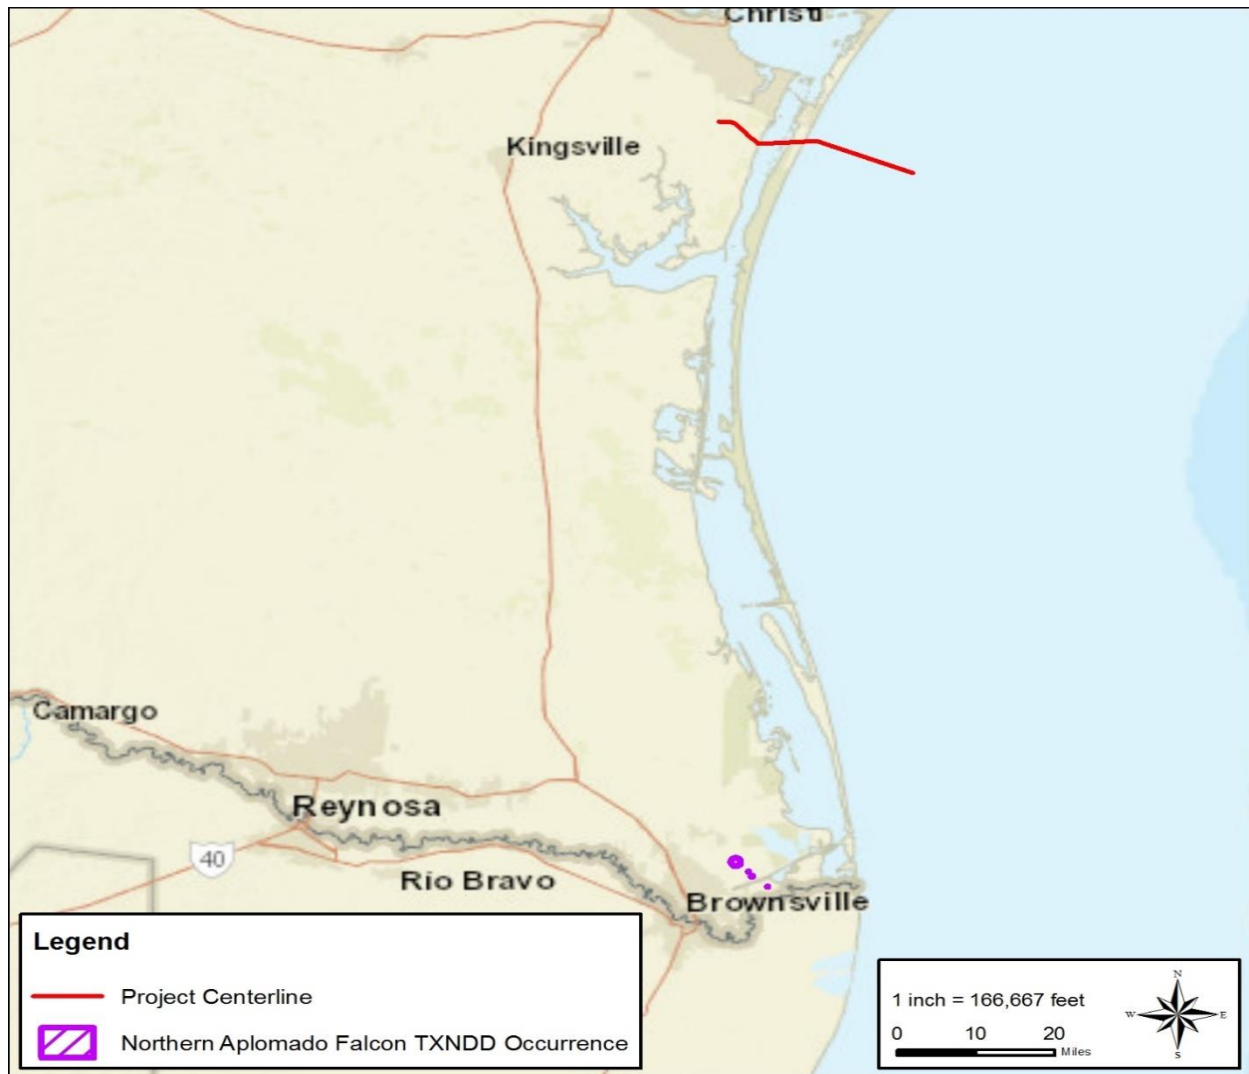 Christi
Kingsville
Camargo
Reynosa
40
Río Bravo
Brownsville
Legend
Project Centerline
Northern Aplomado Falcon TXNDD Occurrence
1 inch = 166,667 feet
0 10 20
Miles
N
W E
S